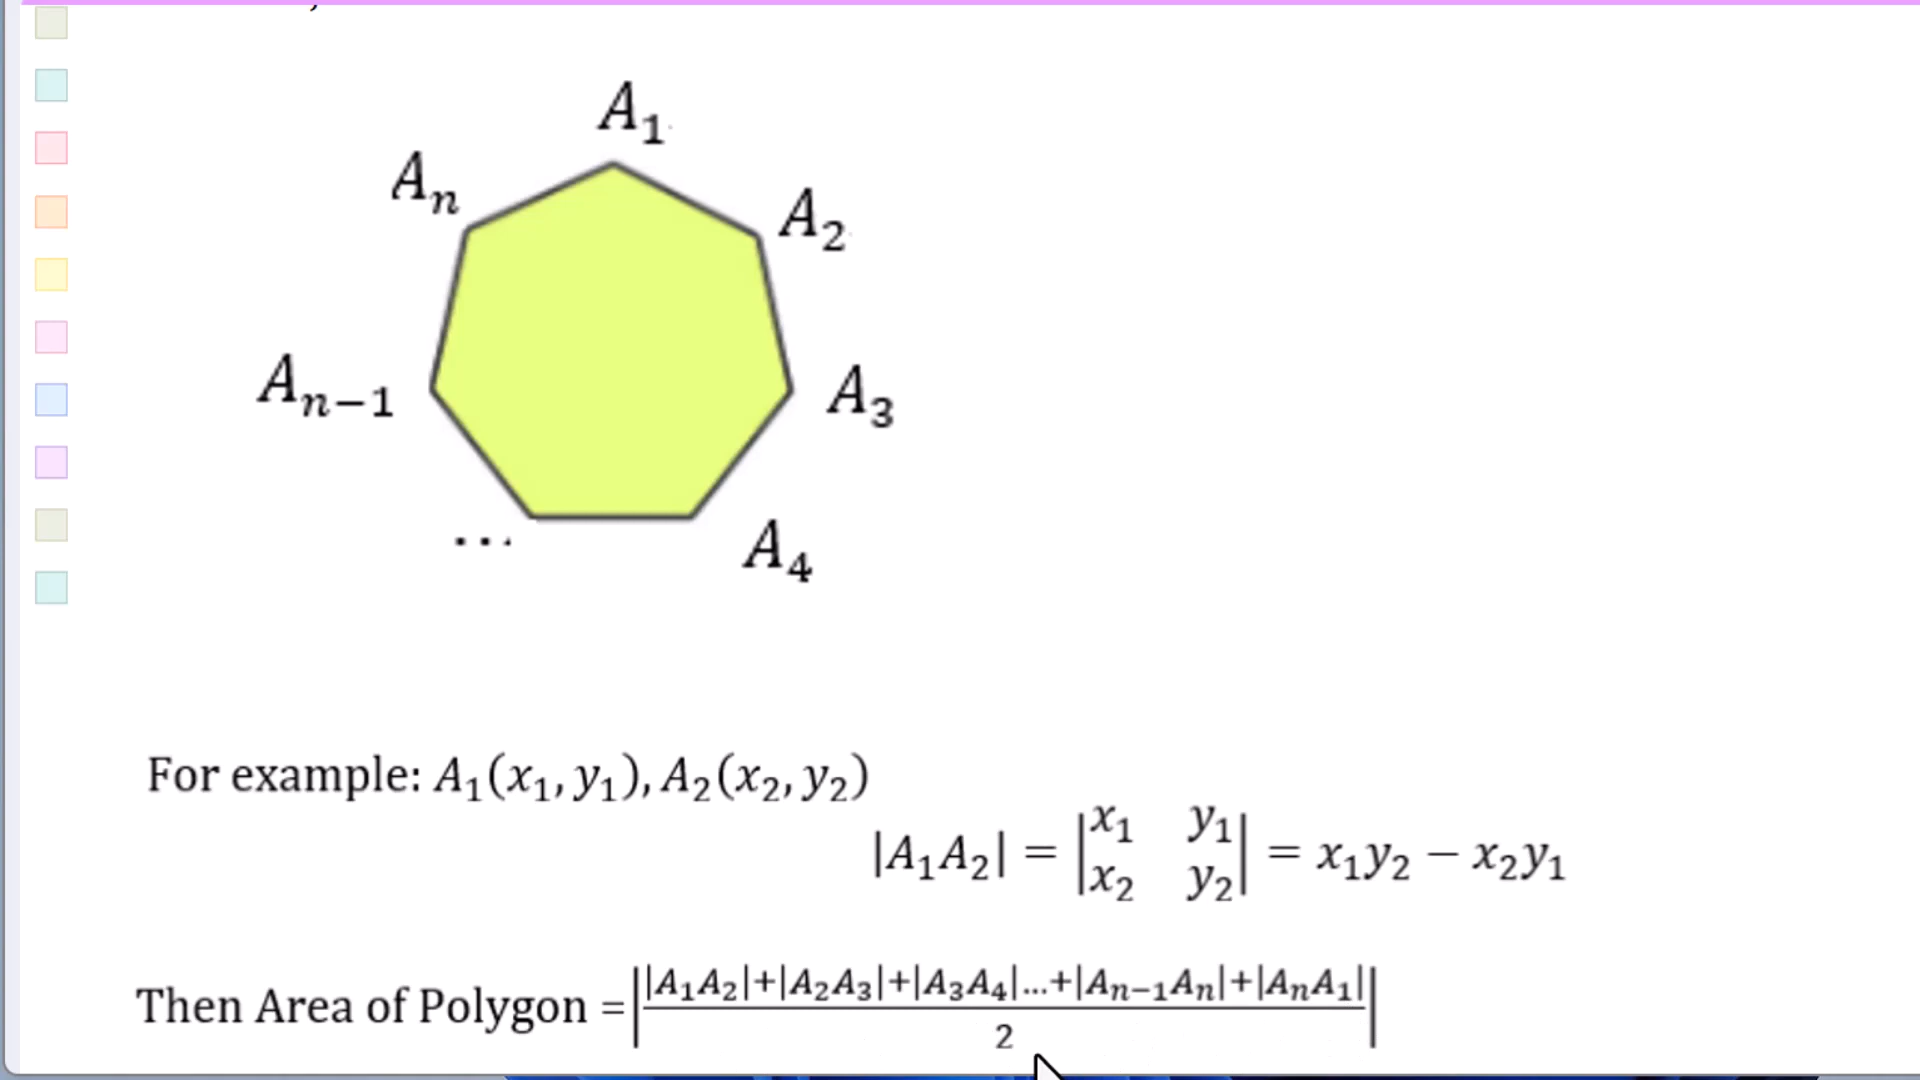 A₁
Aₙ
A₂
Aₙ₋₁
A₃
...
A₄
For example: A₁(x₁, y₁), A₂(x₂, y₂)
|A₁A₂| = |x₁ y₁ x₂ y₂| = x₁y₂ − x₂y₁
Then Area of Polygon = | |A₁A₂|+|A₂A₃|+|A₃A₄|...+|Aₙ₋₁Aₙ|+|AₙA₁| / 2 |